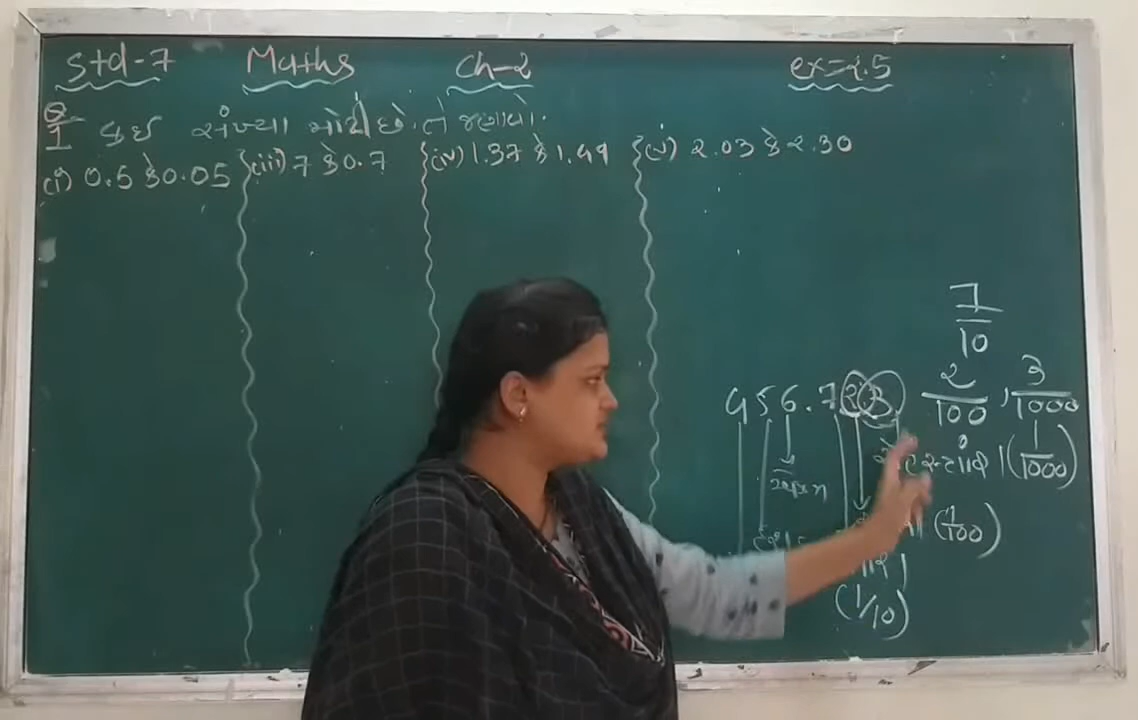 Std-7 Maths Ch-2 ex=2.5
Q-1 કઈ સંખ્યા મોટી છે. તે જણાવો.
(i) 0.5 કે 0.05 (iii) 7 કે 0.7 (iv) 1.37 કે 1.49 (v) 2.03 કે 2.30
7/10
456.723 2/100 , 3/1000
(1/1000)
(1/100)
(1/10)